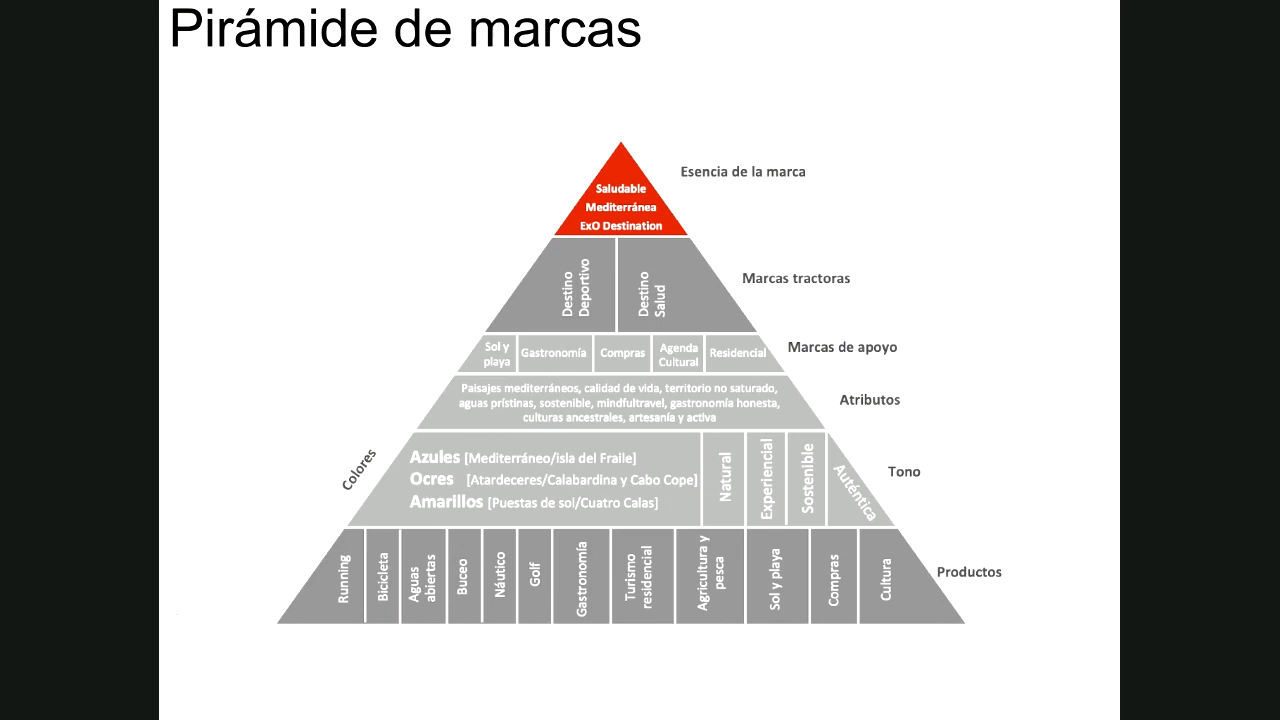 Pirámide de marcas
Saludable
Mediterránea
ExO Destination
Esencia de la marca
Destino
Deportivo
Destino
Salud
Marcas tractoras
Sol y
playa
Gastronomía
Compras
Agenda
Cultural
Residencial
Marcas de apoyo
Paisajes mediterráneos, calidad de vida, territorio no saturado,
aguas prístinas, sostenible, mindfultravel, gastronomía honesta,
culturas ancestrales, artesanía y activa
Atributos
Colores
Azules [Mediterráneo/isla del Fraile]
Ocres [Atardeceres/Calabardina y Cabo Cope]
Amarillos [Puestas de sol/Cuatro Calas]
Natural
Experiencial
Sostenible
Auténtica
Tono
Running
Bicicleta
Aguas
abiertas
Buceo
Náutico
Golf
Gastronomía
Turismo
residencial
Agricultura y
pesca
Sol y playa
Compras
Cultura
Productos